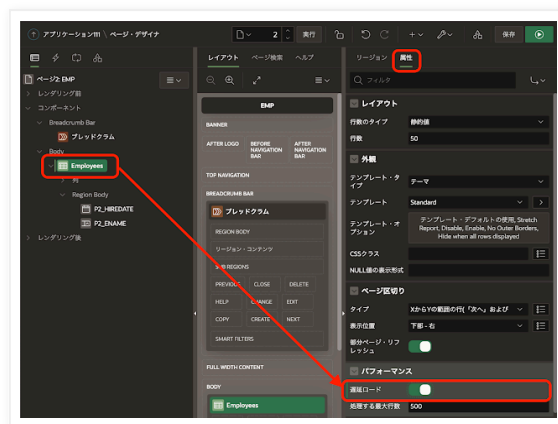 アプリケーション111 \ ページ・デザイナ
2
実行
保存
ページ2: EMP
レンダリング前
コンポーネント
Breadcrumb Bar
ブレッドクラム
Body
Employees
列
Region Body
P2_HIREDATE
P2_ENAME
レンダリング後
レイアウト ページ検索 ヘルプ
EMP
BANNER
AFTER LOGO
BEFORE NAVIGATION BAR
AFTER NAVIGATION BAR
TOP NAVIGATION
BREADCRUMB BAR
ブレッドクラム
REGION BODY
リージョン・コンテンツ
SUB REGIONS
PREVIOUS CLOSE DELETE
HELP CHANGE EDIT
COPY CREATE NEXT
SMART FILTERS
FULL WIDTH CONTENT
BODY
Employees
リージョン 属性
フィルタ
レイアウト
行数のタイプ 静的値
行数 50
外観
テンプレート・タイプ テーマ
テンプレート Standard
テンプレート・オプション
テンプレート・デフォルトの使用, Stretch
Report, Disable, Enable, No Outer Borders,
Hide when all rows displayed
CSSクラス
NULL値の表示形式
ページ区切り
タイプ XからYの範囲の行(「次へ」および
表示位置 下部 - 右
部分ページ・リフレッシュ
パフォーマンス
遅延ロード
処理する最大行数 500